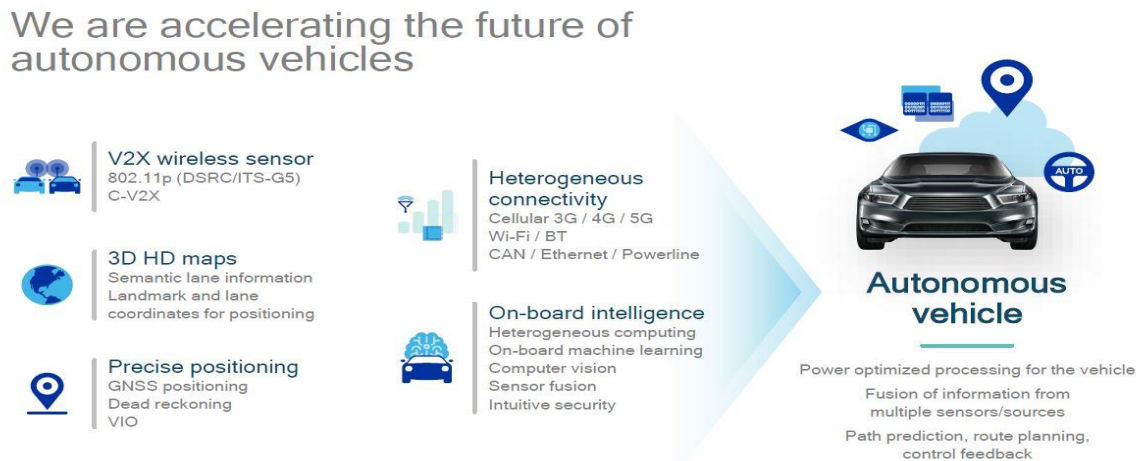 We are accelerating the future of
autonomous vehicles
V2X wireless sensor
802.11p (DSRC/ITS-G5)
C-V2X
3D HD maps
Semantic lane information
Landmark and lane
coordinates for positioning
Precise positioning
GNSS positioning
Dead reckoning
VIO
Heterogeneous
connectivity
Cellular 3G / 4G / 5G
Wi-Fi / BT
CAN / Ethernet / Powerline
On-board intelligence
Heterogeneous computing
On-board machine learning
Computer vision
Sensor fusion
Intuitive security
AUTO
Autonomous
vehicle
Power optimized processing for the vehicle
Fusion of information from
multiple sensors/sources
Path prediction, route planning,
control feedback